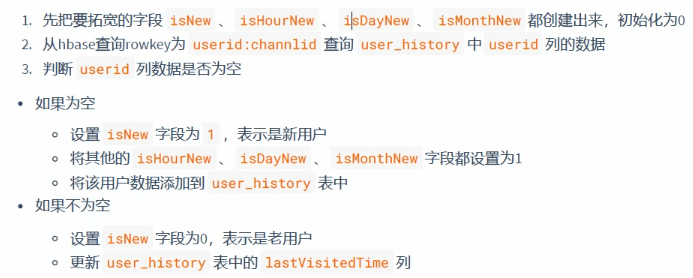 1. 先把要拓宽的字段 isNew 、 isHourNew 、 isDayNew 、 isMonthNew 都创建出来，初始化为0
2. 从hbase查询rowkey为 userid:channlid 查询 user_history 中 userid 列的数据
3. 判断 userid 列数据是否为空
• 如果为空
◦ 设置 isNew 字段为 1 ，表示是新用户
◦ 将其他的 isHourNew 、 isDayNew 、 isMonthNew 字段都设置为1
◦ 将该用户数据添加到 user_history 表中
• 如果不为空
◦ 设置 isNew 字段为0，表示是老用户
◦ 更新 user_history 表中的 lastVisitedTime 列